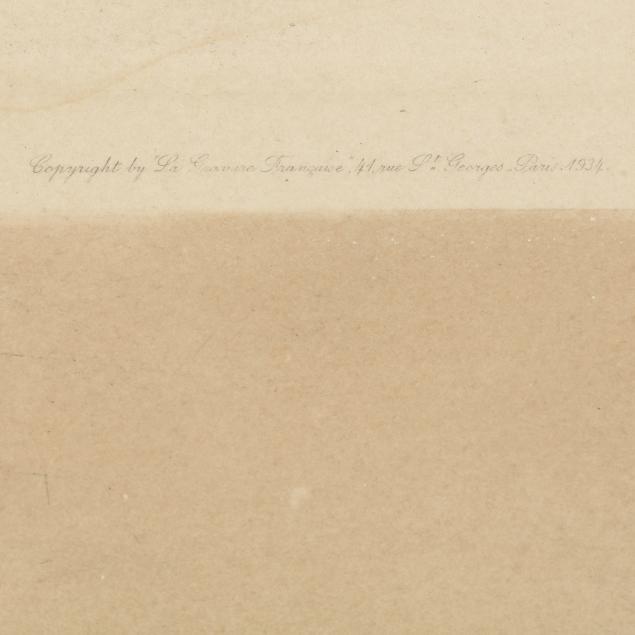 Copyright by "La Gravure Française", 41, rue St Georges _ Paris. 1934.